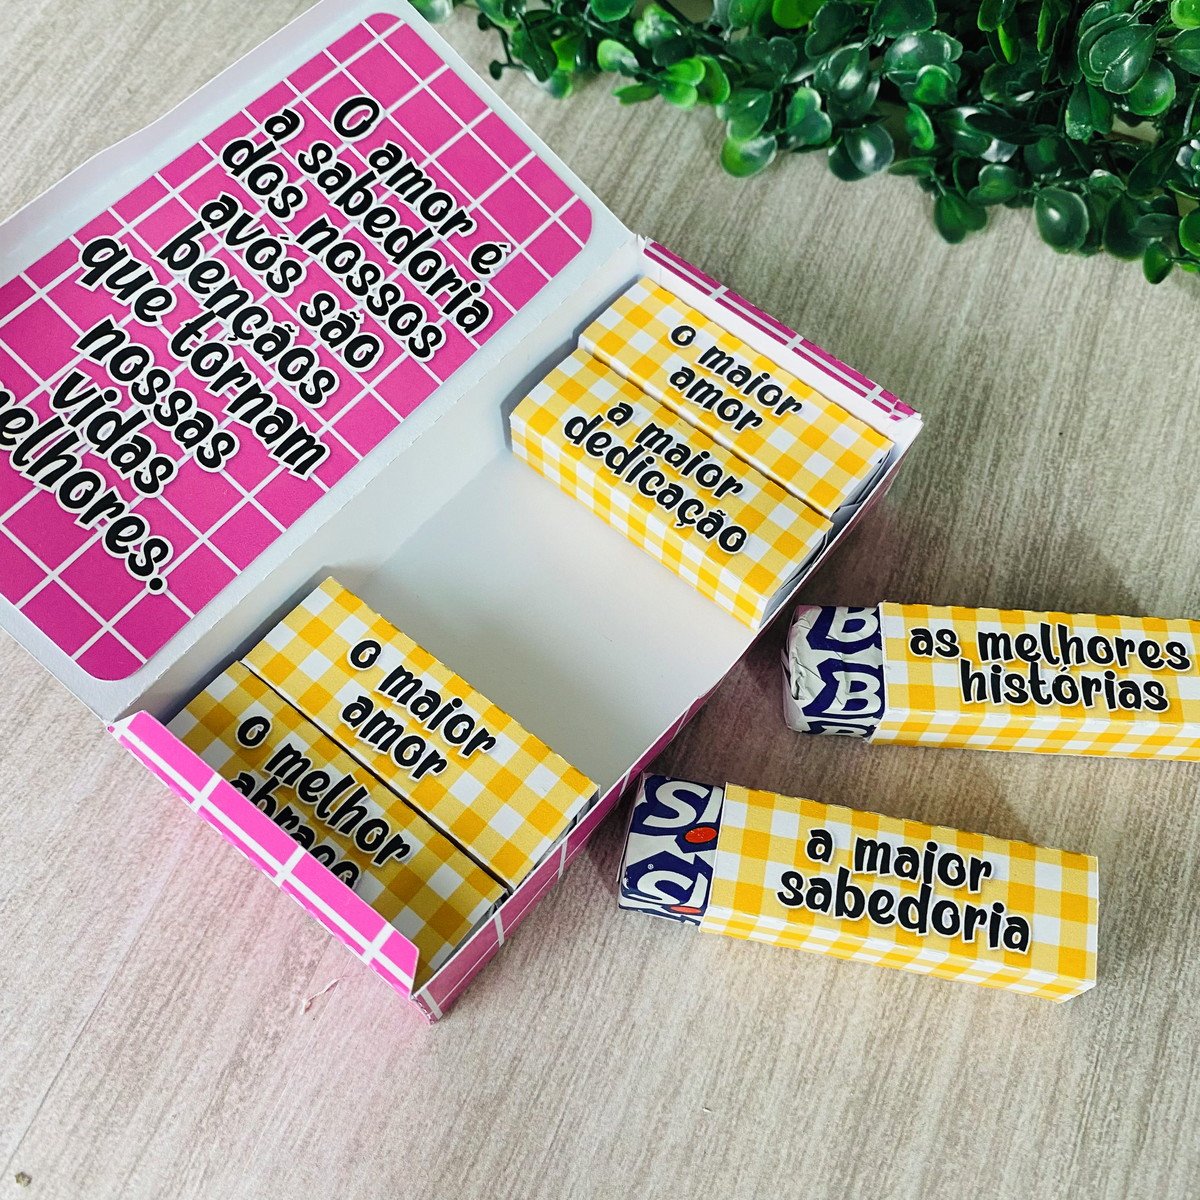 O amor é
a sabedoria
dos nossos
avós são
bençãos
que tornam
nossas
vidas
melhores.
o maior
amor
a maior
dedicação
o maior
amor
o melhor
abraço
as melhores
histórias
B
B
a maior
sabedoria